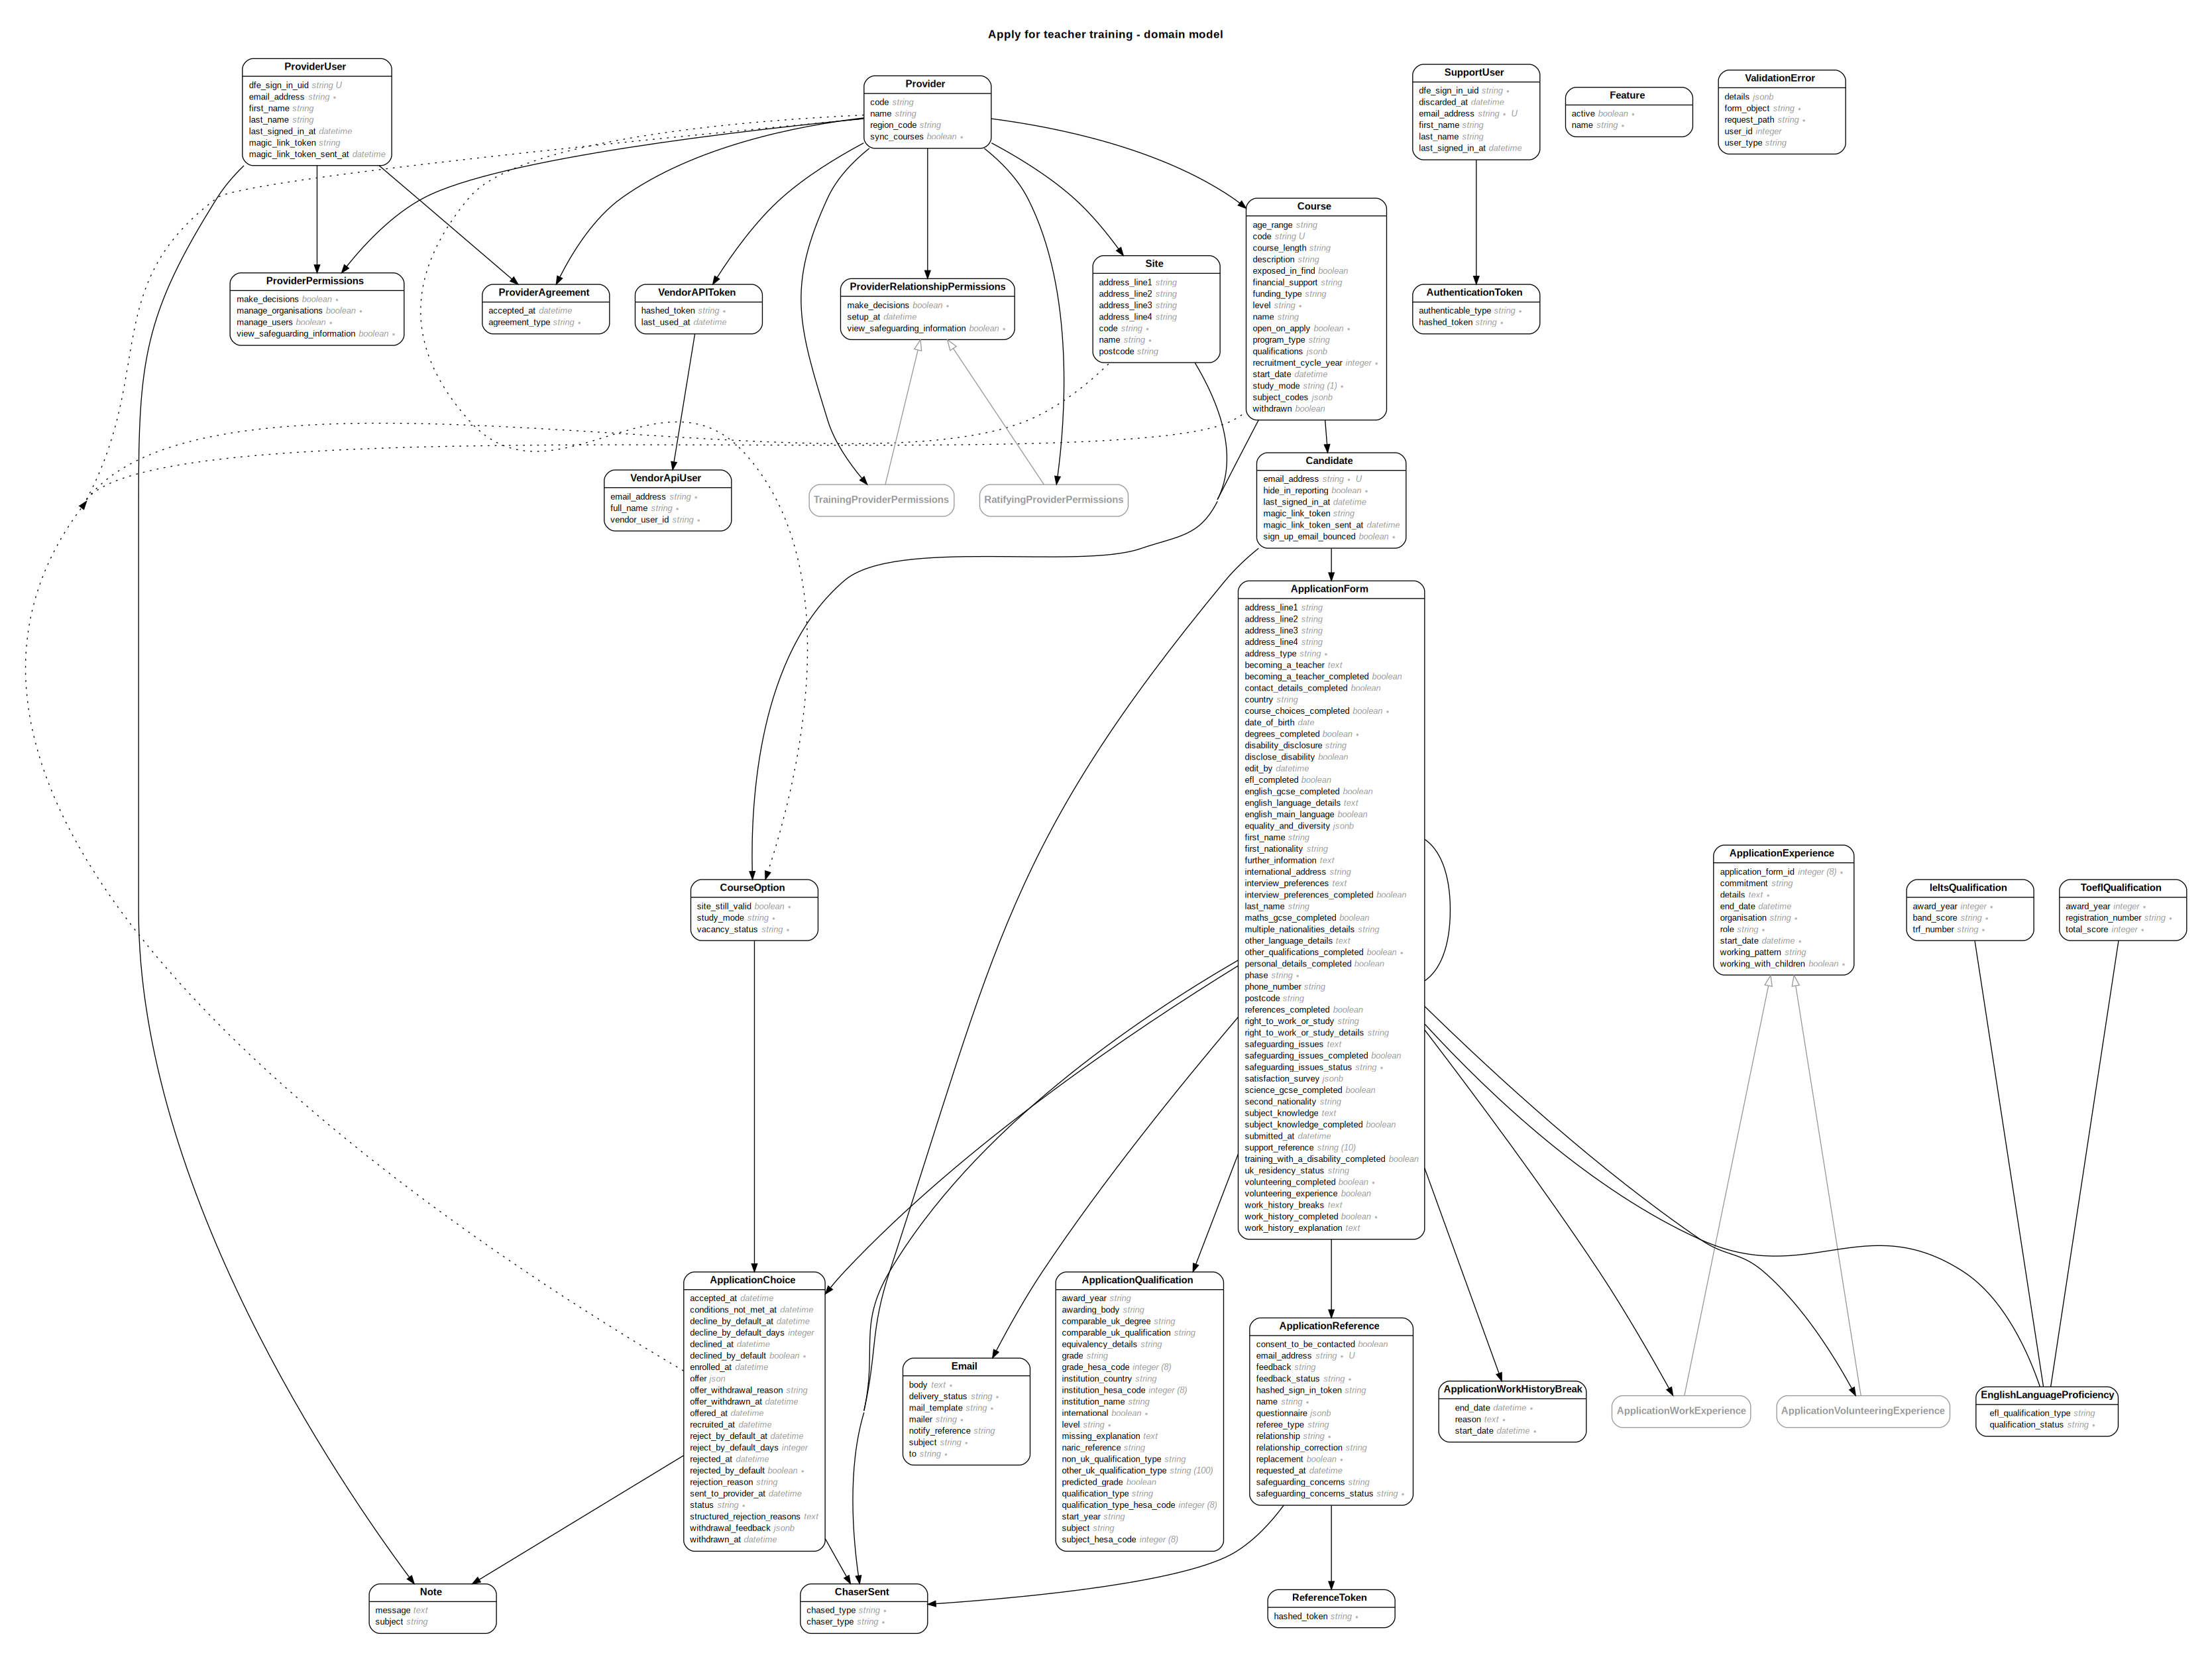 Apply for teacher training - domain model
ProviderUser
dfe_sign_in_uid string U
email_address string ∗
first_name string
last_name string
last_signed_in_at datetime
magic_link_token string
magic_link_token_sent_at datetime
Provider
code string
name string
region_code string
sync_courses boolean ∗
SupportUser
dfe_sign_in_uid string ∗
discarded_at datetime
email_address string ∗ U
first_name string
last_name string
last_signed_in_at datetime
Feature
active boolean ∗
name string ∗
ValidationError
details jsonb
form_object string ∗
request_path string ∗
user_id integer
user_type string
Course
age_range string
code string U
course_length string
description string
exposed_in_find boolean
financial_support string
funding_type string
level string ∗
name string
open_on_apply boolean ∗
program_type string
qualifications jsonb
recruitment_cycle_year integer ∗
start_date datetime
study_mode string (1) ∗
subject_codes jsonb
withdrawn boolean
ProviderPermissions
make_decisions boolean ∗
manage_organisations boolean ∗
manage_users boolean ∗
view_safeguarding_information boolean ∗
ProviderAgreement
accepted_at datetime
agreement_type string ∗
VendorAPIToken
hashed_token string ∗
last_used_at datetime
ProviderRelationshipPermissions
make_decisions boolean ∗
setup_at datetime
view_safeguarding_information boolean ∗
Site
address_line1 string
address_line2 string
address_line3 string
address_line4 string
code string ∗
name string ∗
postcode string
AuthenticationToken
authenticable_type string ∗
hashed_token string ∗
VendorApiUser
email_address string ∗
full_name string ∗
vendor_user_id string ∗
TrainingProviderPermissions
RatifyingProviderPermissions
Candidate
email_address string ∗ U
hide_in_reporting boolean ∗
last_signed_in_at datetime
magic_link_token string
magic_link_token_sent_at datetime
sign_up_email_bounced boolean ∗
ApplicationForm
address_line1 string
address_line2 string
address_line3 string
address_line4 string
address_type string ∗
becoming_a_teacher text
becoming_a_teacher_completed boolean
contact_details_completed boolean
country string
course_choices_completed boolean ∗
date_of_birth date
degrees_completed boolean ∗
disability_disclosure string
disclose_disability boolean
edit_by datetime
efl_completed boolean
english_gcse_completed boolean
english_language_details text
english_main_language boolean
equality_and_diversity jsonb
first_name string
first_nationality string
further_information text
international_address string
interview_preferences text
interview_preferences_completed boolean
last_name string
maths_gcse_completed boolean
multiple_nationalities_details string
other_language_details text
other_qualifications_completed boolean ∗
personal_details_completed boolean
phase string ∗
phone_number string
postcode string
references_completed boolean
right_to_work_or_study string
right_to_work_or_study_details string
safeguarding_issues text
safeguarding_issues_completed boolean
safeguarding_issues_status string ∗
satisfaction_survey jsonb
science_gcse_completed boolean
second_nationality string
subject_knowledge text
subject_knowledge_completed boolean
submitted_at datetime
support_reference string (10)
training_with_a_disability_completed boolean
uk_residency_status string
volunteering_completed boolean ∗
volunteering_experience boolean
work_history_breaks text
work_history_completed boolean ∗
work_history_explanation text
CourseOption
site_still_valid boolean ∗
study_mode string ∗
vacancy_status string ∗
ApplicationExperience
application_form_id integer (8) ∗
commitment string
details text ∗
end_date datetime
organisation string ∗
role string ∗
start_date datetime ∗
working_pattern string
working_with_children boolean ∗
IeltsQualification
award_year integer ∗
band_score string ∗
trf_number string ∗
ToeflQualification
award_year integer ∗
registration_number string ∗
total_score integer ∗
ApplicationChoice
accepted_at datetime
conditions_not_met_at datetime
decline_by_default_at datetime
decline_by_default_days integer
declined_at datetime
declined_by_default boolean ∗
enrolled_at datetime
offer json
offer_withdrawal_reason string
offer_withdrawn_at datetime
offered_at datetime
recruited_at datetime
reject_by_default_at datetime
reject_by_default_days integer
rejected_at datetime
rejected_by_default boolean ∗
rejection_reason string
sent_to_provider_at datetime
status string ∗
structured_rejection_reasons text
withdrawal_feedback jsonb
withdrawn_at datetime
Email
body text ∗
delivery_status string ∗
mail_template string ∗
mailer string ∗
notify_reference string
subject string ∗
to string ∗
ApplicationQualification
award_year string
awarding_body string
comparable_uk_degree string
comparable_uk_qualification string
equivalency_details string
grade string
grade_hesa_code integer (8)
institution_country string
institution_hesa_code integer (8)
institution_name string
international boolean ∗
level string ∗
missing_explanation text
naric_reference string
non_uk_qualification_type string
other_uk_qualification_type string (100)
predicted_grade boolean
qualification_type string
qualification_type_hesa_code integer (8)
start_year string
subject string
subject_hesa_code integer (8)
ApplicationReference
consent_to_be_contacted boolean
email_address string ∗ U
feedback string
feedback_status string ∗
hashed_sign_in_token string
name string ∗
questionnaire jsonb
referee_type string
relationship string ∗
relationship_correction string
replacement boolean ∗
requested_at datetime
safeguarding_concerns string
safeguarding_concerns_status string ∗
ApplicationWorkHistoryBreak
end_date datetime ∗
reason text ∗
start_date datetime ∗
ApplicationWorkExperience
ApplicationVolunteeringExperience
EnglishLanguageProficiency
efl_qualification_type string
qualification_status string ∗
Note
message text
subject string
ChaserSent
chased_type string ∗
chaser_type string ∗
ReferenceToken
hashed_token string ∗